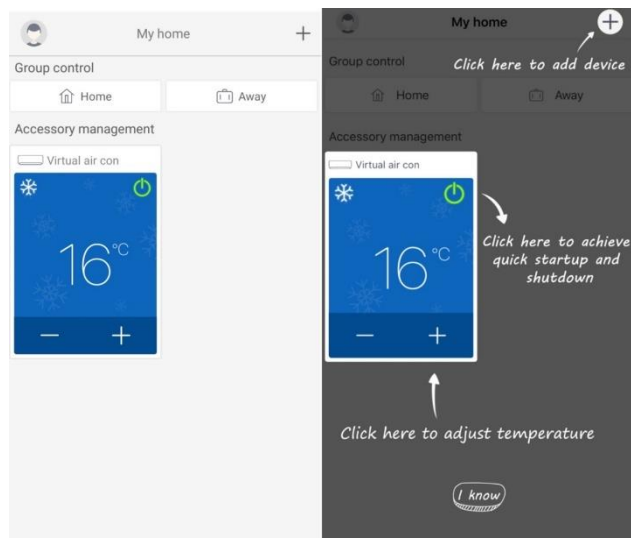 My home
Group control
Home
Away
Accessory management
Virtual air con
16°C
My home
Click here to add device
Group control
Home
Away
Accessory management
Virtual air con
16°C
Click here to achieve
quick startup and
shutdown
Click here to adjust temperature
I know